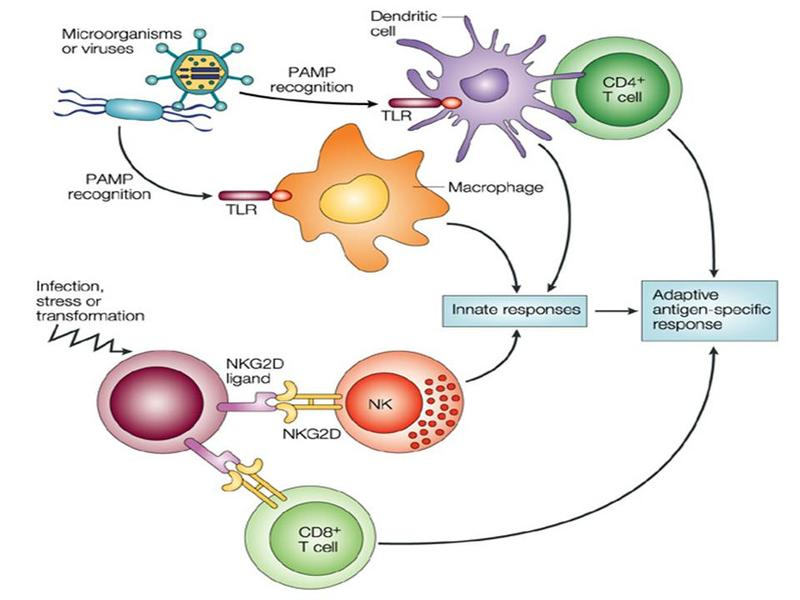 Microorganisms
or viruses
PAMP
recognition
Dendritic
cell
TLR
CD4+
T cell
PAMP
recognition
TLR
Macrophage
Infection,
stress or
transformation
Innate responses
Adaptive
antigen-specific
response
NKG2D
ligand
NK
NKG2D
CD8+
T cell